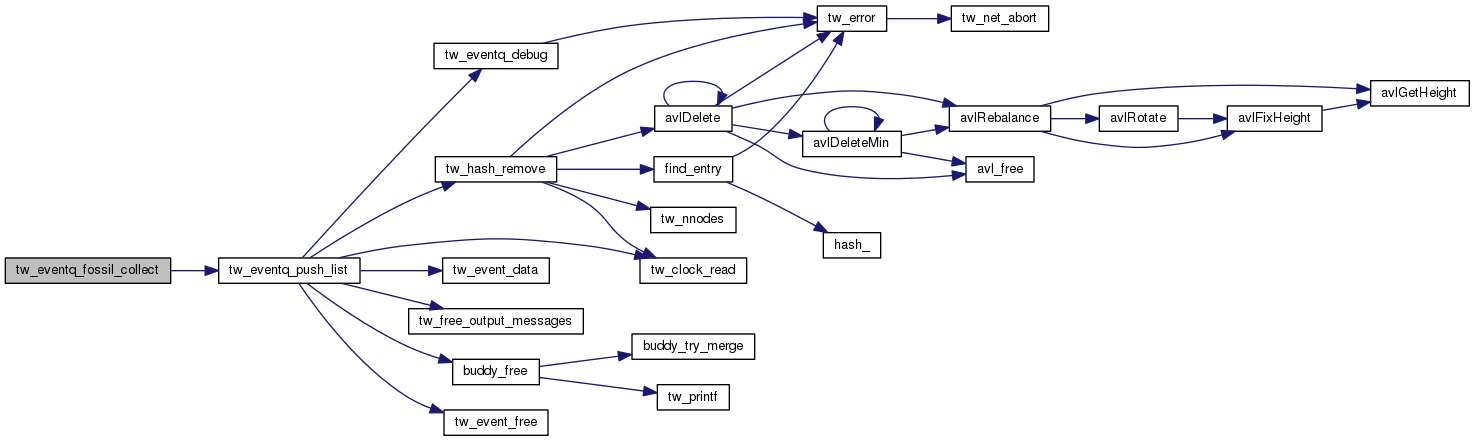 tw_error
tw_net_abort
tw_eventq_debug
avlGetHeight
avlDelete
avlRebalance
avlRotate
avlFixHeight
avlDeleteMin
tw_hash_remove
find_entry
avl_free
tw_nnodes
hash_
tw_eventq_fossil_collect
tw_eventq_push_list
tw_event_data
tw_clock_read
tw_free_output_messages
buddy_try_merge
buddy_free
tw_printf
tw_event_free